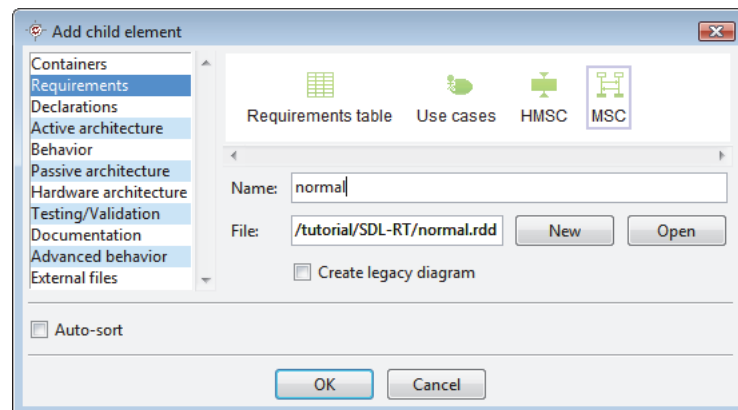 Add child element
Containers
Requirements
Declarations
Active architecture
Behavior
Passive architecture
Hardware architecture
Testing/Validation
Documentation
Advanced behavior
External files
Requirements table
Use cases
HMSC
MSC
Name: normal
File: /tutorial/SDL-RT/normal.rdd New Open
Create legacy diagram
Auto-sort
OK Cancel